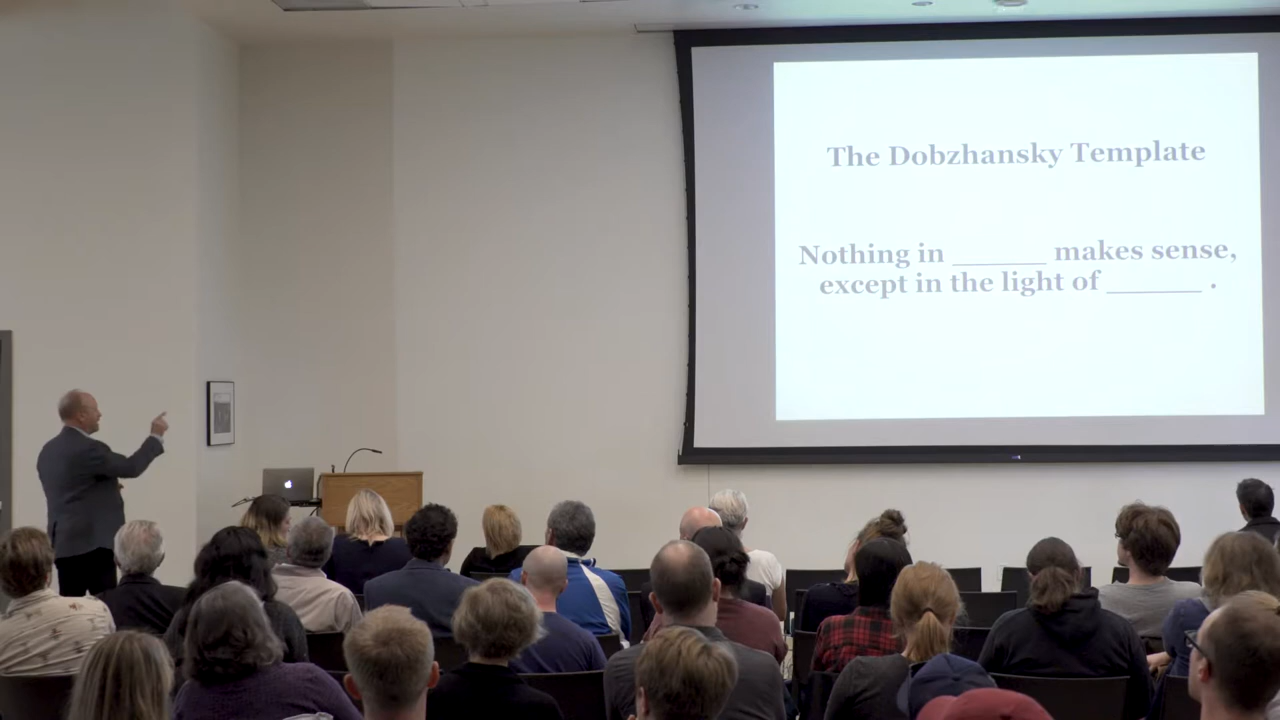 The Dobzhansky Template
Nothing in ______ makes sense,
except in the light of ______ .